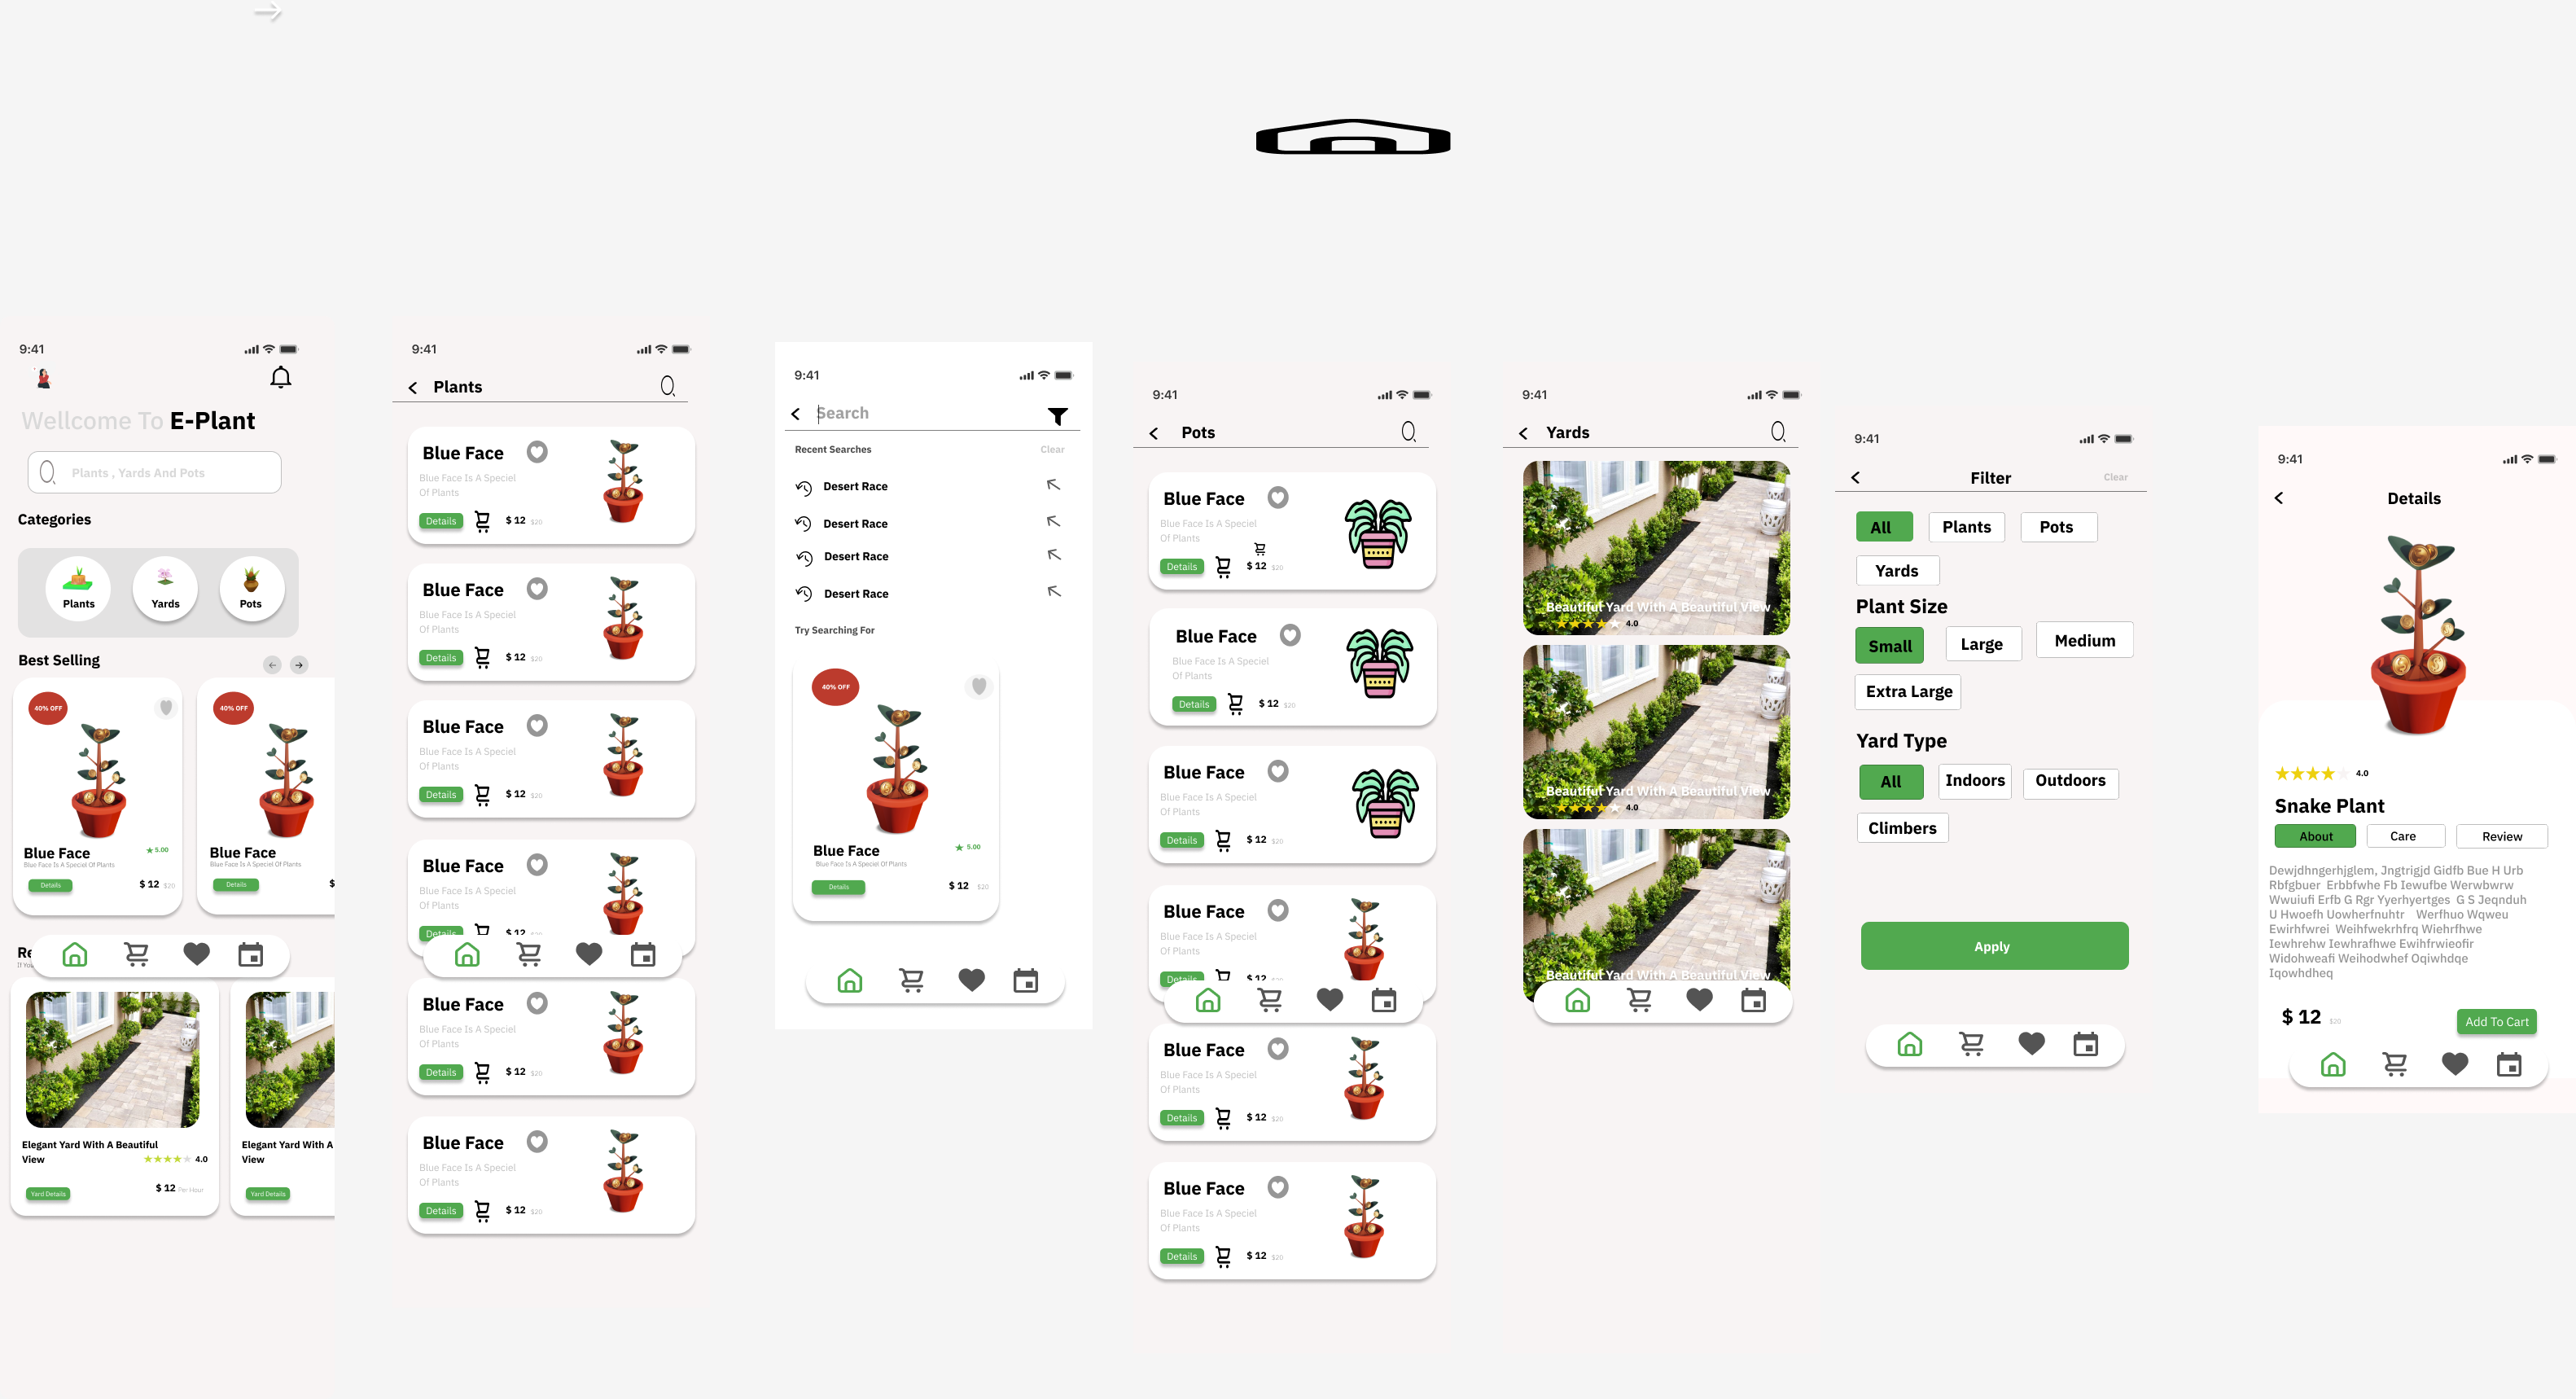 9:41
Wellcome To E-Plant
Plants , Yards And Pots
Categories
Plants
Yards
Pots
Best Selling
40% OFF
Blue Face
5.00
Blue Face Is A Speciel Of Plants
Details
$ 12 $20
40% OFF
Blue Face
Blue Face Is A Speciel Of Plants
Details
$
Re
If You
Elegant Yard With A Beautiful
View
4.0
Yard Details
$ 12 Per Hour
Elegant Yard With A
View
Yard Details
9:41
Plants
Blue Face
Blue Face Is A Speciel
Of Plants
Details
$ 12 $20
Blue Face
Blue Face Is A Speciel
Of Plants
Details
$ 12 $20
Blue Face
Blue Face Is A Speciel
Of Plants
Details
$ 12 $20
Blue Face
Blue Face Is A Speciel
Of Plants
Details
$ 12 $20
Blue Face
Blue Face Is A Speciel
Of Plants
Details
$ 12 $20
Blue Face
Blue Face Is A Speciel
Of Plants
Details
$ 12 $20
9:41
Search
Recent Searches
Clear
Desert Race
Desert Race
Desert Race
Desert Race
Try Searching For
40% OFF
Blue Face
5.00
Blue Face Is A Speciel Of Plants
Details
$ 12 $20
9:41
Pots
Blue Face
Blue Face Is A Speciel
Of Plants
Details
$ 12 $20
Blue Face
Blue Face Is A Speciel
Of Plants
Details
$ 12 $20
Blue Face
Blue Face Is A Speciel
Of Plants
Details
$ 12 $20
Blue Face
Blue Face Is A Speciel
Of Plants
Details
$ 12 $20
Blue Face
Blue Face Is A Speciel
Of Plants
Details
$ 12 $20
Blue Face
Blue Face Is A Speciel
Of Plants
Details
$ 12 $20
9:41
Yards
Beautiful Yard With A Beautiful View
4.0
Beautiful Yard With A Beautiful View
4.0
Beautiful Yard With A Beautiful View
9:41
Filter
Clear
All
Plants
Pots
Yards
Plant Size
Small
Large
Medium
Extra Large
Yard Type
All
Indoors
Outdoors
Climbers
Apply
9:41
Details
4.0
Snake Plant
About
Care
Review
Dewjdhngerhjglem, Jngtrigjd Gidfb Bue H Urb
Rbfgbuer Erbbfwhe Fb Iewufbe Werwbwrw
Wwuiufi Erfb G Rgr Yyerhyertges G S Jeqnduh
U Hwoefh Uowherfnuhtr Werfhuo Wqweu
Ewirhfwrei Weihfwekrhfrq Wiehrfhwe
Iewhrehw Iewhrafhwe Ewihfrwieofir
Widohweafi Weihodwhef Oqiwhdqe
Iqowhdheq
$ 12 $20
Add To Cart